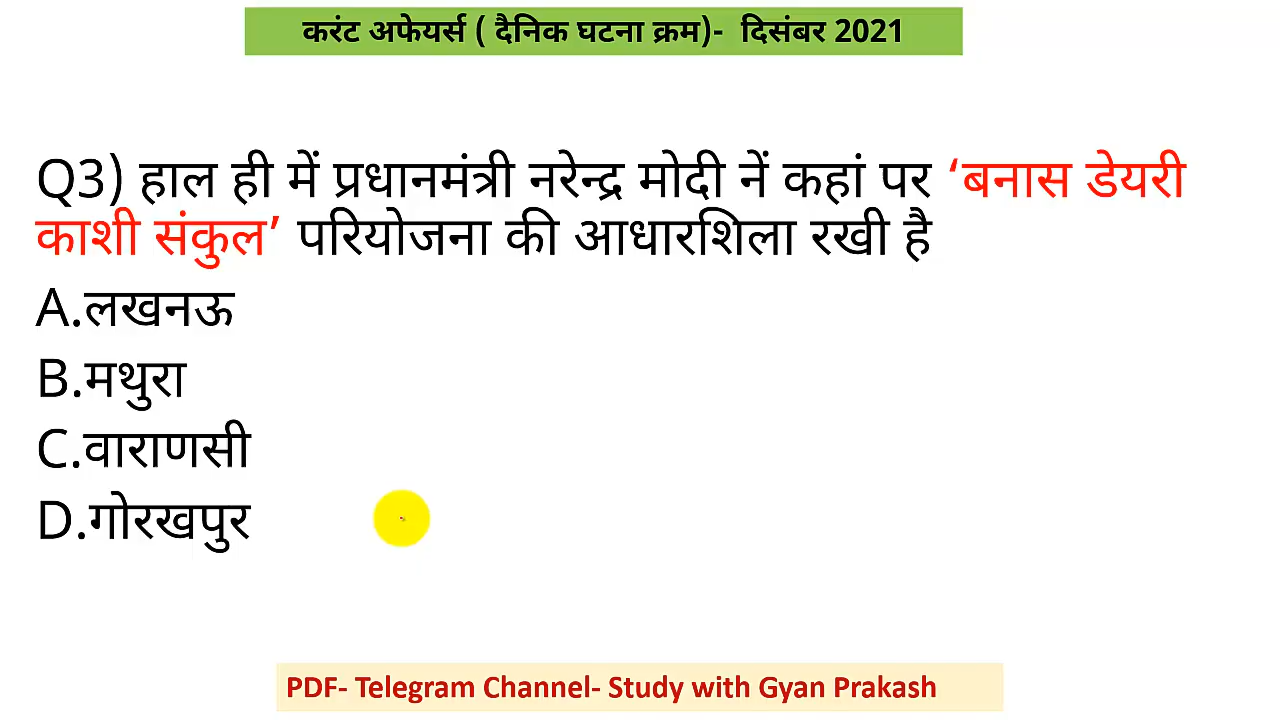 करंट अफेयर्स ( दैनिक घटना क्रम)- दिसंबर 2021
Q3) हाल ही में प्रधानमंत्री नरेन्द्र मोदी नें कहां पर ‘बनास डेयरी
काशी संकुल’ परियोजना की आधारशिला रखी है
A.लखनऊ
B.मथुरा
C.वाराणसी
D.गोरखपुर
PDF- Telegram Channel- Study with Gyan Prakash